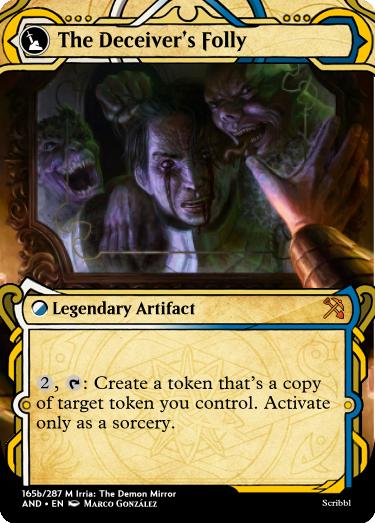 The Deceiver's Folly
Legendary Artifact
2, : Create a token that's a copy
of target token you control. Activate
only as a sorcery.
165b/287 M Irria: The Demon Mirror
AND • EN Marco González
Scribbl